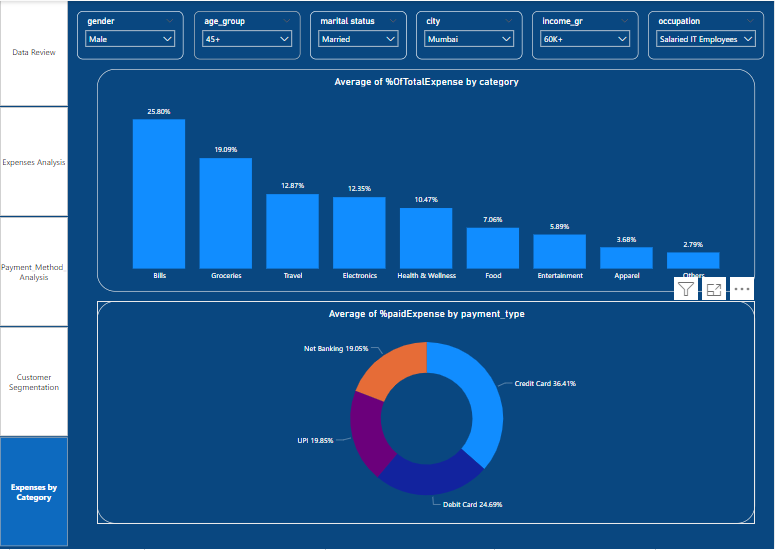 gender
Male
age_group
45+
marital status
Married
city
Mumbai
income_gr
60K+
occupation
Salaried IT Employees
Data Review
Expenses Analysis
Payment_Method
Analysis
Customer
Segmentation
Expenses by
Category
Average of %OfTotalExpense by category
25.80%
19.09%
12.87%
12.35%
10.47%
7.06%
5.89%
3.68%
2.79%
Bills
Groceries
Travel
Electronics
Health & Wellness
Food
Entertainment
Apparel
Others
Average of %paidExpense by payment_type
Net Banking 19.05%
Credit Card 36.41%
UPI 19.85%
Debit Card 24.69%